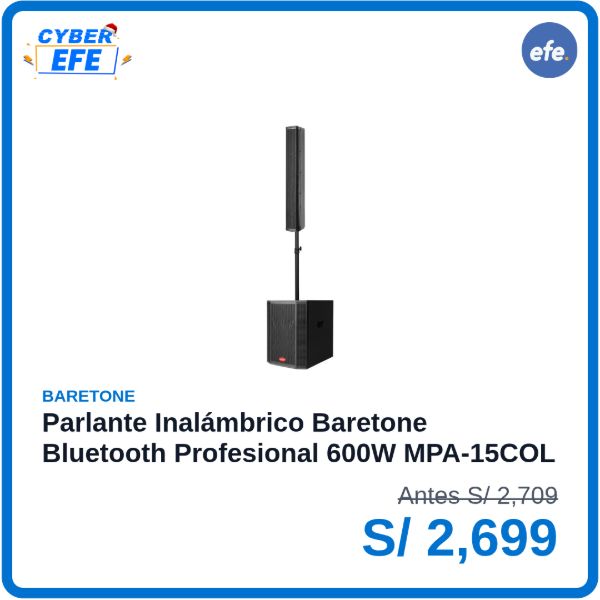 CYBER
EFE
efe.
BARETONE
Parlante Inalámbrico Baretone
Bluetooth Profesional 600W MPA-15COL
Antes S/ 2,709
S/ 2,699